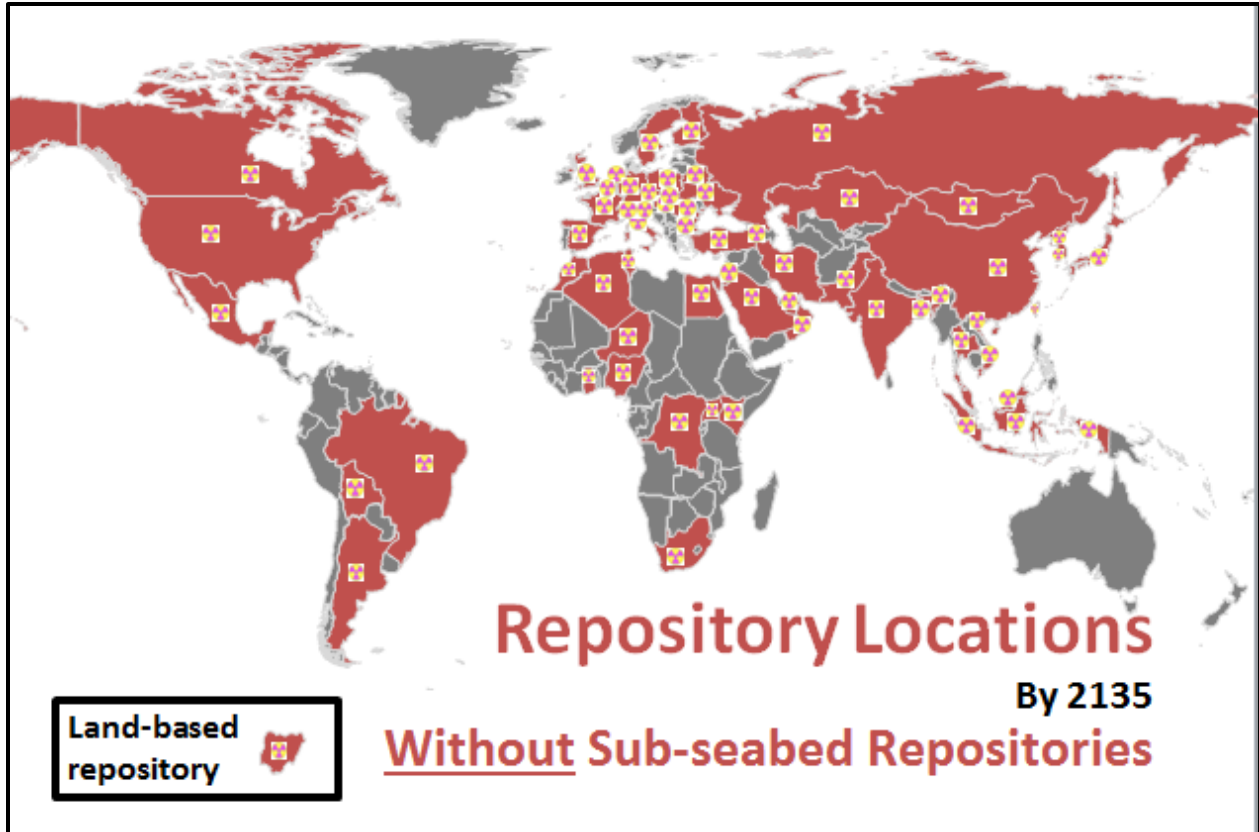 Repository Locations
By 2135
Without Sub-seabed Repositories
Land-based
repository